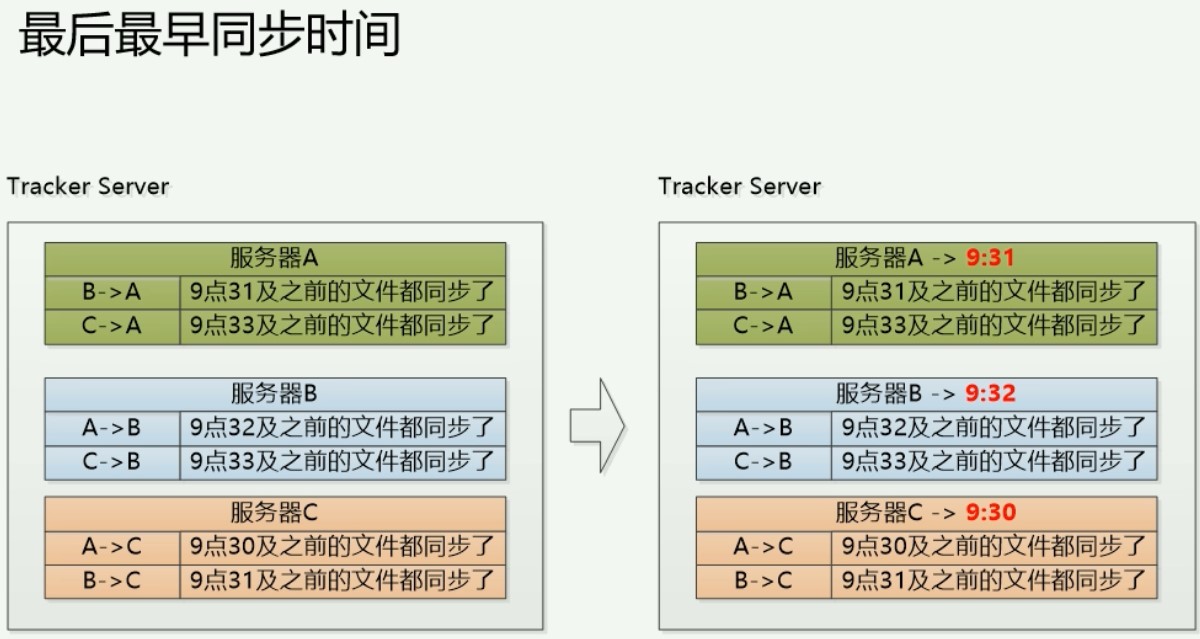 最后最早同步时间
Tracker Server
服务器A
B->A 9点31及之前的文件都同步了
C->A 9点33及之前的文件都同步了
服务器B
A->B 9点32及之前的文件都同步了
C->B 9点33及之前的文件都同步了
服务器C
A->C 9点30及之前的文件都同步了
B->C 9点31及之前的文件都同步了
Tracker Server
服务器A -> 9:31
B->A 9点31及之前的文件都同步了
C->A 9点33及之前的文件都同步了
服务器B -> 9:32
A->B 9点32及之前的文件都同步了
C->B 9点33及之前的文件都同步了
服务器C -> 9:30
A->C 9点30及之前的文件都同步了
B->C 9点31及之前的文件都同步了